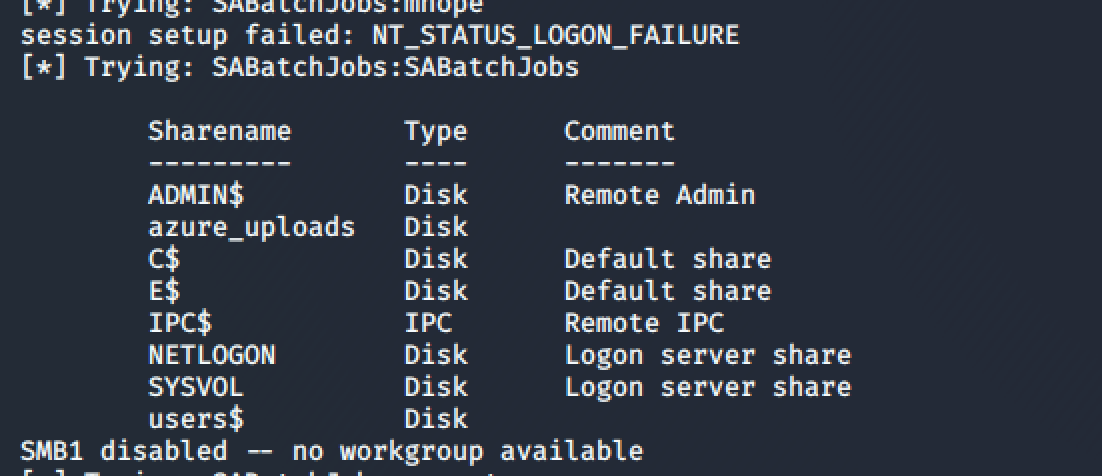 [*] Trying: SABatchJobs:mhope
session setup failed: NT_STATUS_LOGON_FAILURE
[*] Trying: SABatchJobs:SABatchJobs
Sharename Type Comment
--------- ---- -------
ADMIN$ Disk Remote Admin
azure_uploads Disk
C$ Disk Default share
E$ Disk Default share
IPC$ IPC Remote IPC
NETLOGON Disk Logon server share
SYSVOL Disk Logon server share
users$ Disk
SMB1 disabled -- no workgroup available